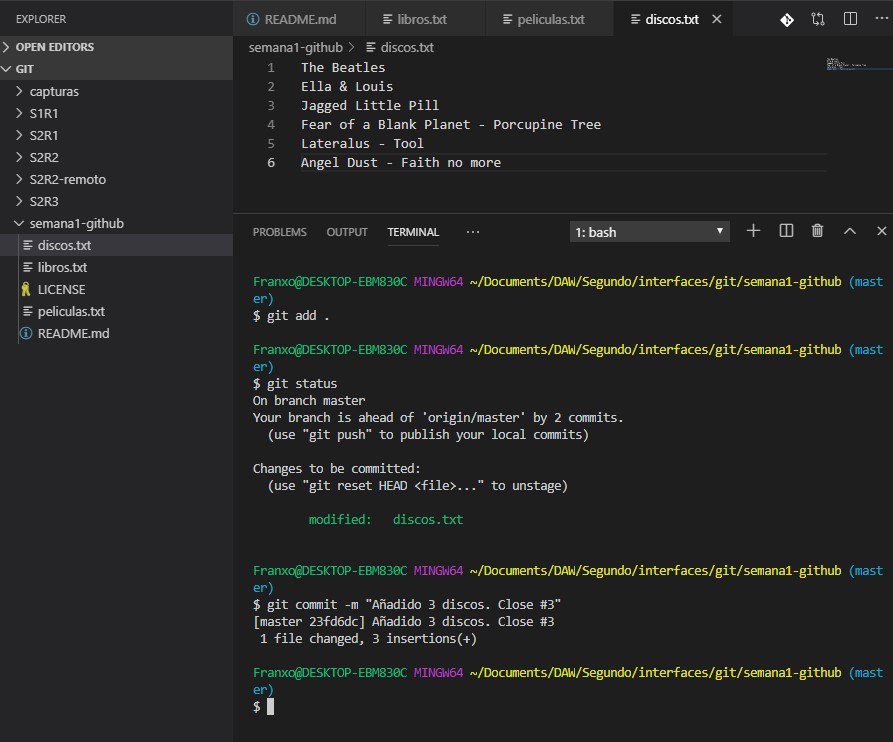 EXPLORER
OPEN EDITORS
GIT
capturas
S1R1
S2R1
S2R2
S2R2-remoto
S2R3
semana1-github
discos.txt
libros.txt
LICENSE
peliculas.txt
README.md
README.md libros.txt peliculas.txt discos.txt
semana1-github > discos.txt
1 The Beatles
2 Ella & Louis
3 Jagged Little Pill
4 Fear of a Blank Planet - Porcupine Tree
5 Lateralus - Tool
6 Angel Dust - Faith no more
PROBLEMS OUTPUT TERMINAL ... 1: bash
Franxo@DESKTOP-EBM830C MINGW64 ~/Documents/DAW/Segundo/interfaces/git/semana1-github (mast
er)
$ git add .
Franxo@DESKTOP-EBM830C MINGW64 ~/Documents/DAW/Segundo/interfaces/git/semana1-github (mast
er)
$ git status
On branch master
Your branch is ahead of 'origin/master' by 2 commits.
(use "git push" to publish your local commits)
Changes to be committed:
(use "git reset HEAD <file>..." to unstage)
modified: discos.txt
Franxo@DESKTOP-EBM830C MINGW64 ~/Documents/DAW/Segundo/interfaces/git/semana1-github (mast
er)
$ git commit -m "Añadido 3 discos. Close #3"
[master 23fd6dc] Añadido 3 discos. Close #3
1 file changed, 3 insertions(+)
Franxo@DESKTOP-EBM830C MINGW64 ~/Documents/DAW/Segundo/interfaces/git/semana1-github (mast
er)
$